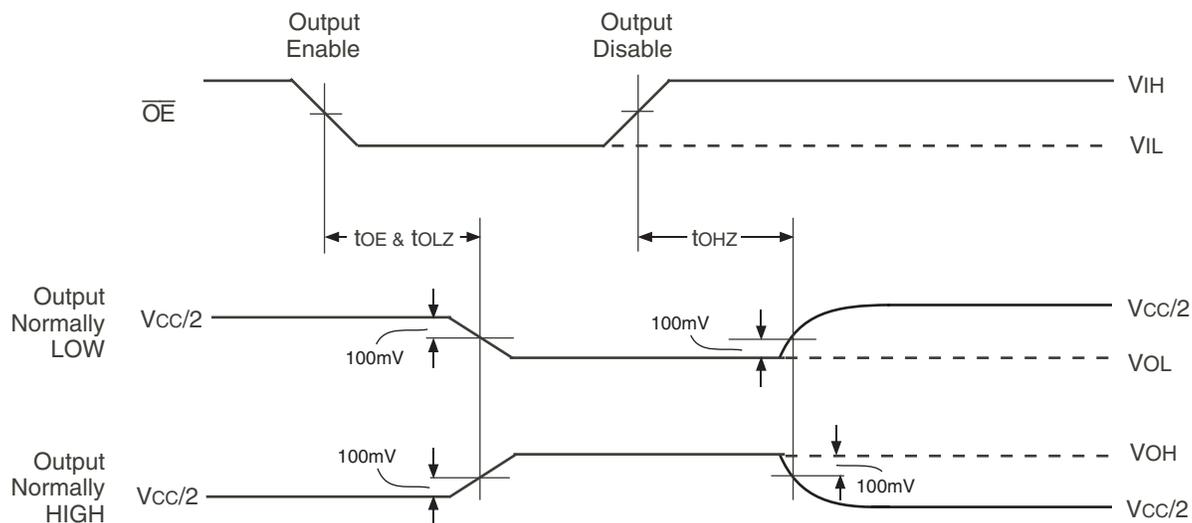 Output
Enable
Output
Disable
OE
VIH
VIL
tOE & tOLZ
tOHZ
Output
Normally
LOW
VCC/2
100mV
100mV
VCC/2
VOL
Output
Normally
HIGH
VCC/2
100mV
VOH
100mV
VCC/2